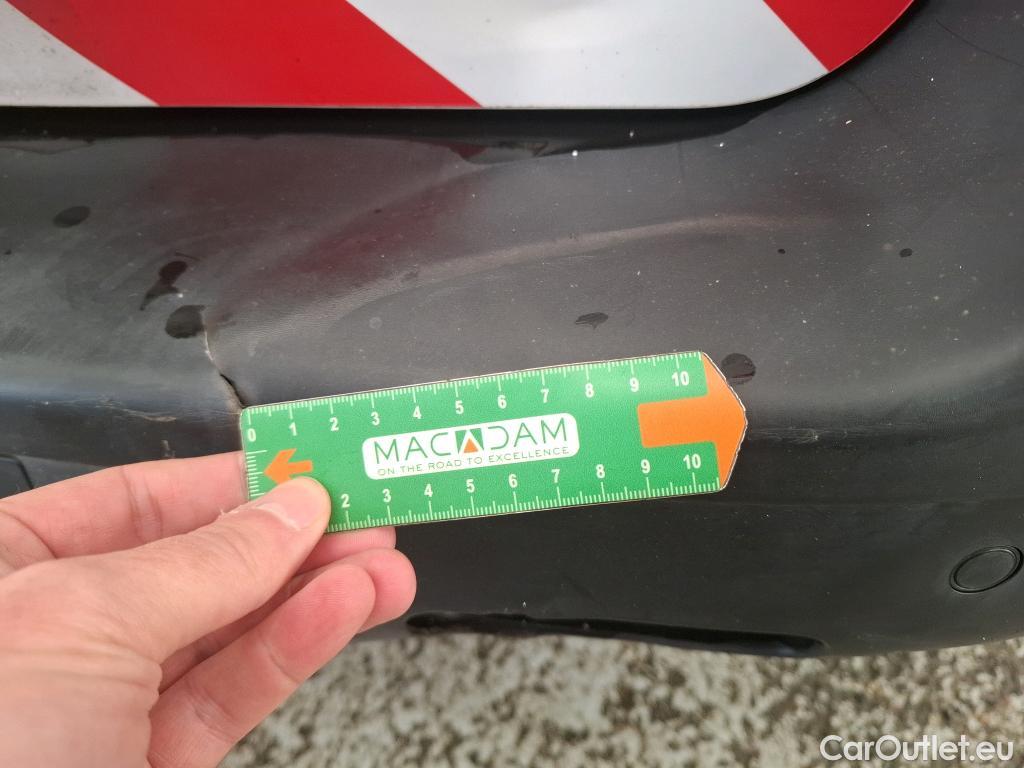 0 1 2 3 4 5 6 7 8 9 10
MACADAM
ON THE ROAD TO EXCELLENCE
2 3 4 5 6 7 8 9 10
CarOutlet.eu